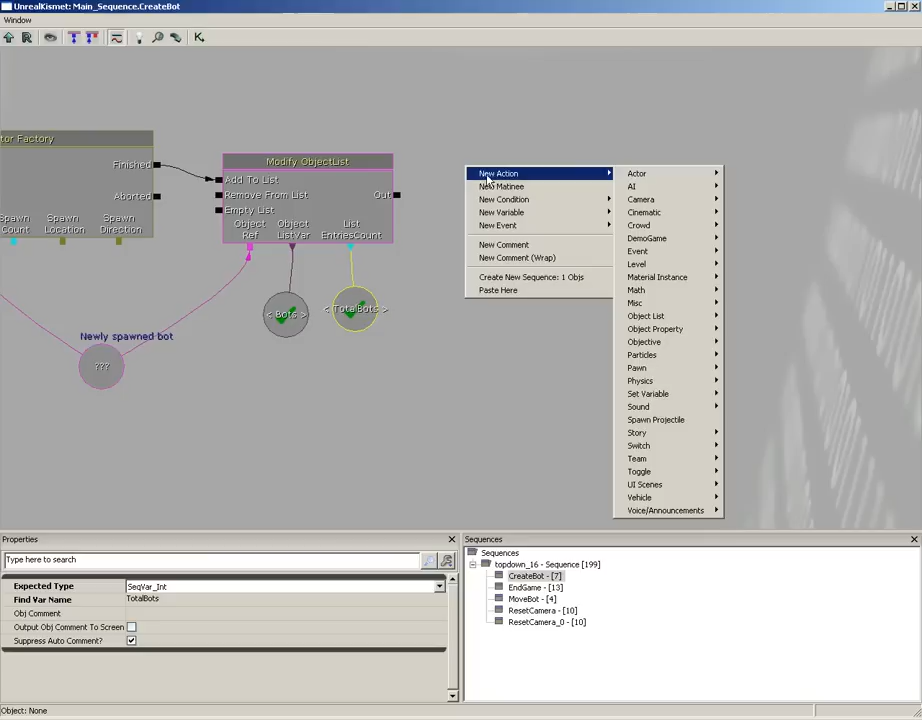 UnrealKismet: Main_Sequence.CreateBot
Window
tor Factory
Finished
Aborted
Spawn Count
Spawn Location
Spawn Direction
Modify ObjectList
Add To List
Remove From List
Empty List
Out
Object Ref
Object ListVar
List EntriesCount
< Bots >
< TotalBots >
Newly spawned bot
???
New Action
New Matinee
New Condition
New Variable
New Event
New Comment
New Comment (Wrap)
Create New Sequence: 1 Objs
Paste Here
Actor
AI
Camera
Cinematic
Crowd
DemoGame
Event
Level
Material Instance
Math
Misc
Object List
Object Property
Objective
Particles
Pawn
Physics
Set Variable
Sound
Spawn Projectile
Story
Switch
Team
Toggle
UI Scenes
Vehicle
Voice/Announcements
Properties
Type here to search
Expected Type SeqVar_Int
Find Var Name TotalBots
Obj Comment
Output Obj Comment To Screen
Suppress Auto Comment?
Sequences
Sequences
topdown_16 - Sequence [199]
CreateBot - [7]
EndGame - [13]
MoveBot - [4]
ResetCamera - [10]
ResetCamera_0 - [10]
Object: None